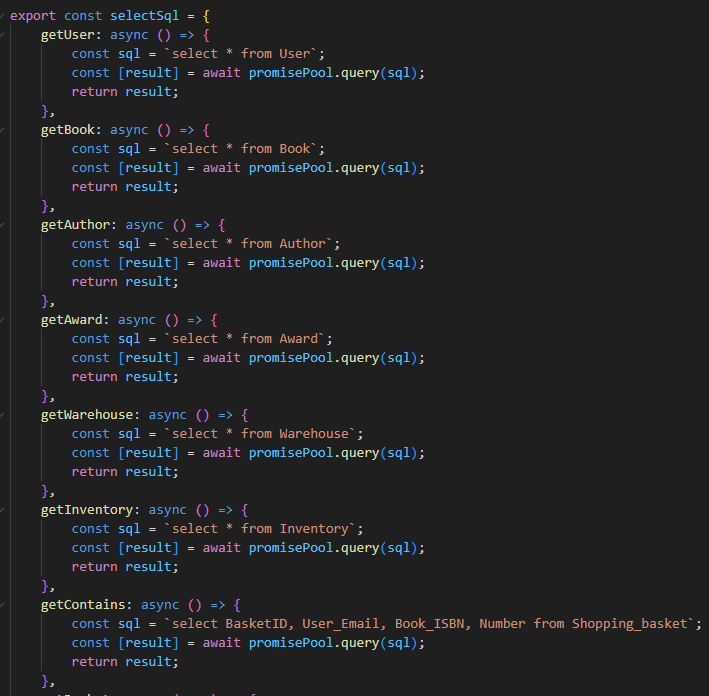 export const selectSql = {
    getUser: async () => {
        const sql = `select * from User`;
        const [result] = await promisePool.query(sql);
        return result;
    },
    getBook: async () => {
        const sql = `select * from Book`;
        const [result] = await promisePool.query(sql);
        return result;
    },
    getAuthor: async () => {
        const sql = `select * from Author`;
        const [result] = await promisePool.query(sql);
        return result;
    },
    getAward: async () => {
        const sql = `select * from Award`;
        const [result] = await promisePool.query(sql);
        return result;
    },
    getWarehouse: async () => {
        const sql = `select * from Warehouse`;
        const [result] = await promisePool.query(sql);
        return result;
    },
    getInventory: async () => {
        const sql = `select * from Inventory`;
        const [result] = await promisePool.query(sql);
        return result;
    },
    getContains: async () => {
        const sql = `select BasketID, User_Email, Book_ISBN, Number from Shopping_basket`;
        const [result] = await promisePool.query(sql);
        return result;
    },